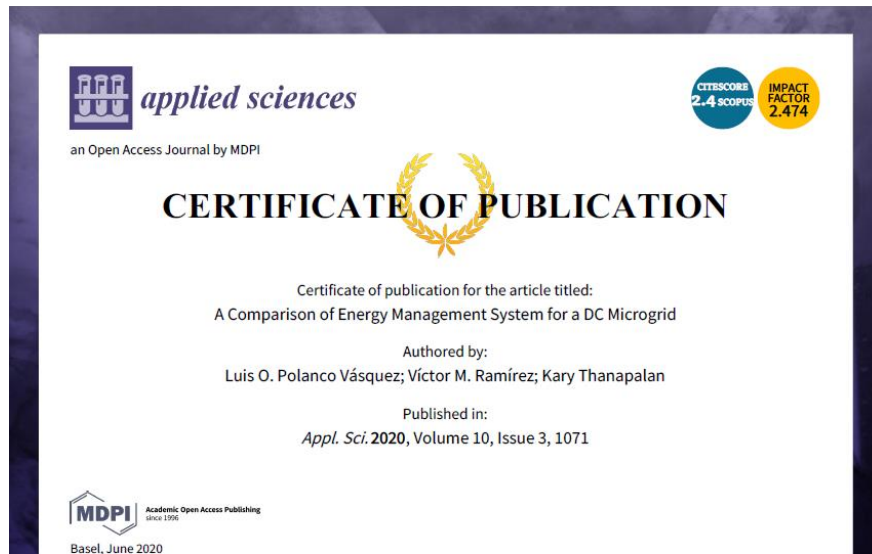 applied sciences
CITESCORE
2.4 SCOPUS
IMPACT
FACTOR
2.474
an Open Access Journal by MDPI
CERTIFICATE OF PUBLICATION
Certificate of publication for the article titled:
A Comparison of Energy Management System for a DC Microgrid
Authored by:
Luis O. Polanco Vásquez; Víctor M. Ramírez; Kary Thanapalan
Published in:
Appl. Sci. 2020, Volume 10, Issue 3, 1071
MDPI
Academic Open Access Publishing
since 1996
Basel, June 2020